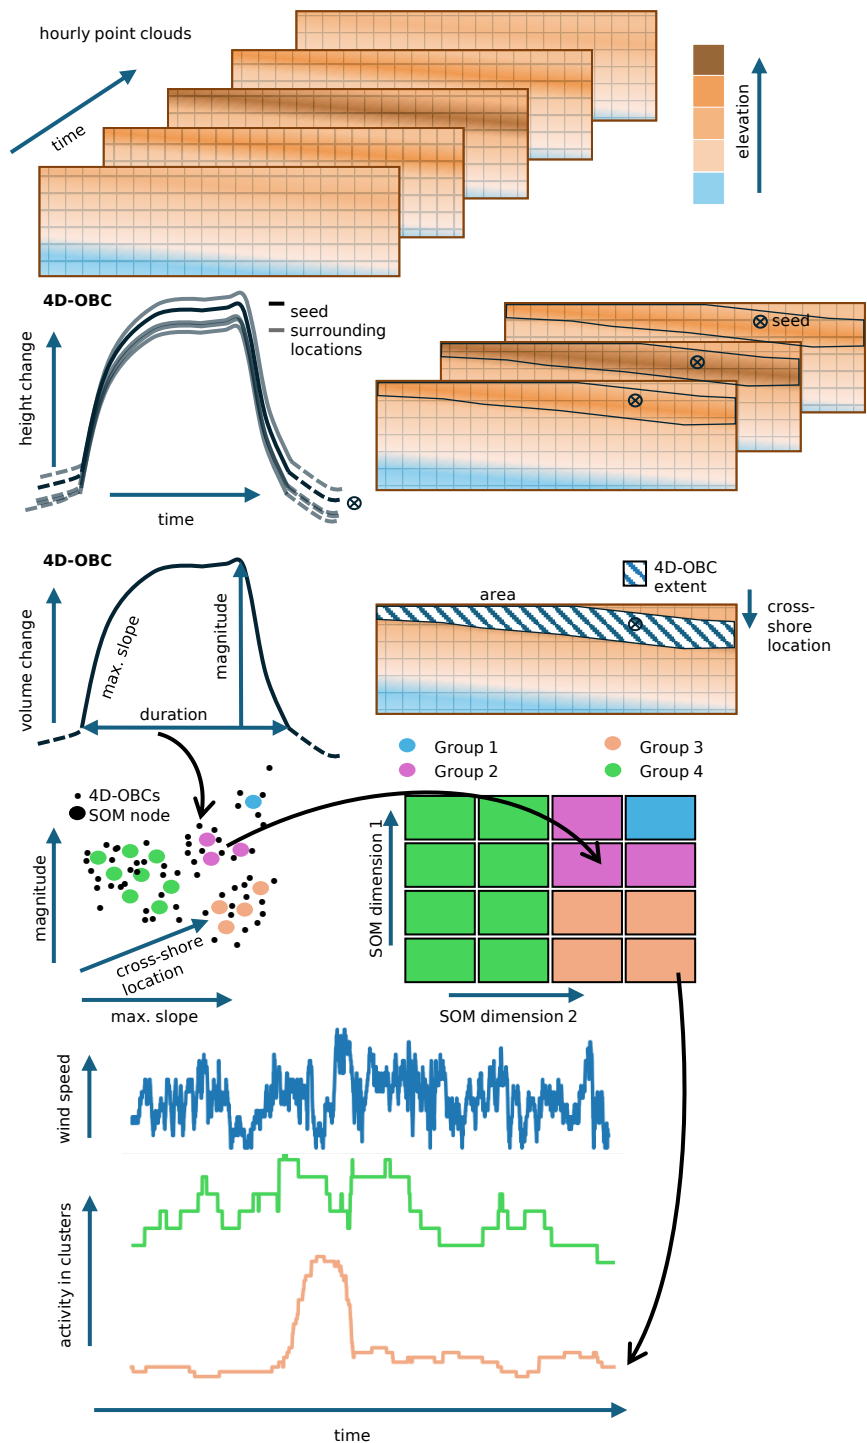 hourly point clouds
time
elevation
4D-OBC
seed
surrounding
locations
height change
time
seed
4D-OBC
volume change
max. slope
magnitude
duration
area
4D-OBC
extent
cross-
shore
location
Group 1
Group 2
Group 3
Group 4
4D-OBCs
SOM node
magnitude
cross-shore
location
max. slope
SOM dimension 1
SOM dimension 2
wind speed
activity in clusters
time